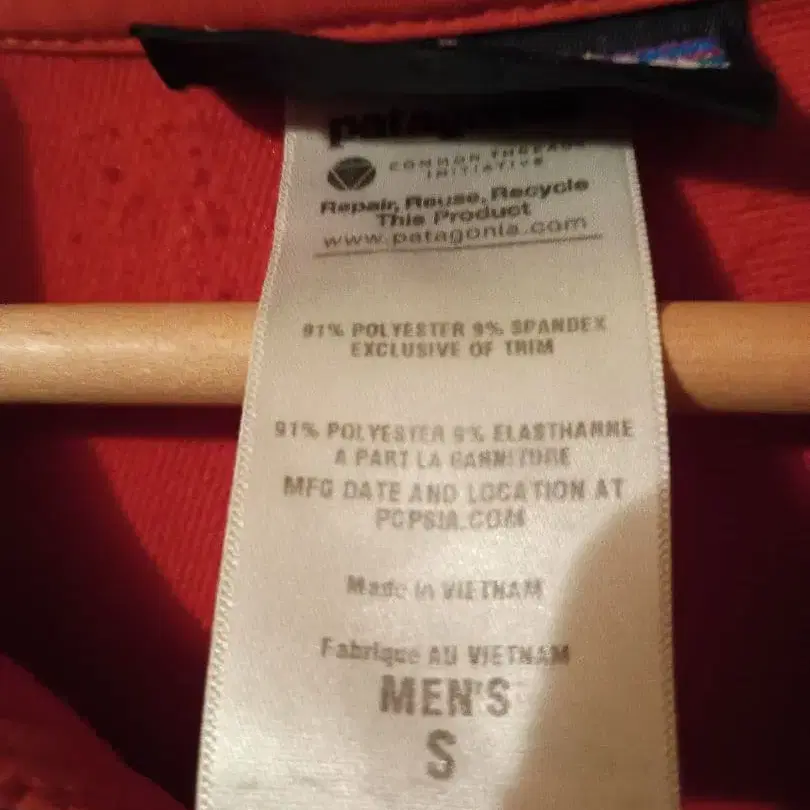 patagonia
COMMON THREADS
INITIATIVE
Repair, Reuse, Recycle
This Product
www.patagonia.com
91% POLYESTER 9% SPANDEX
EXCLUSIVE OF TRIM
91% POLYESTER 9% ELASTHANNE
A PART LA GARNITURE
MFG DATE AND LOCATION AT
PCPSIA.COM
Made in VIETNAM
Fabrique AU VIETNAM
MEN'S
S